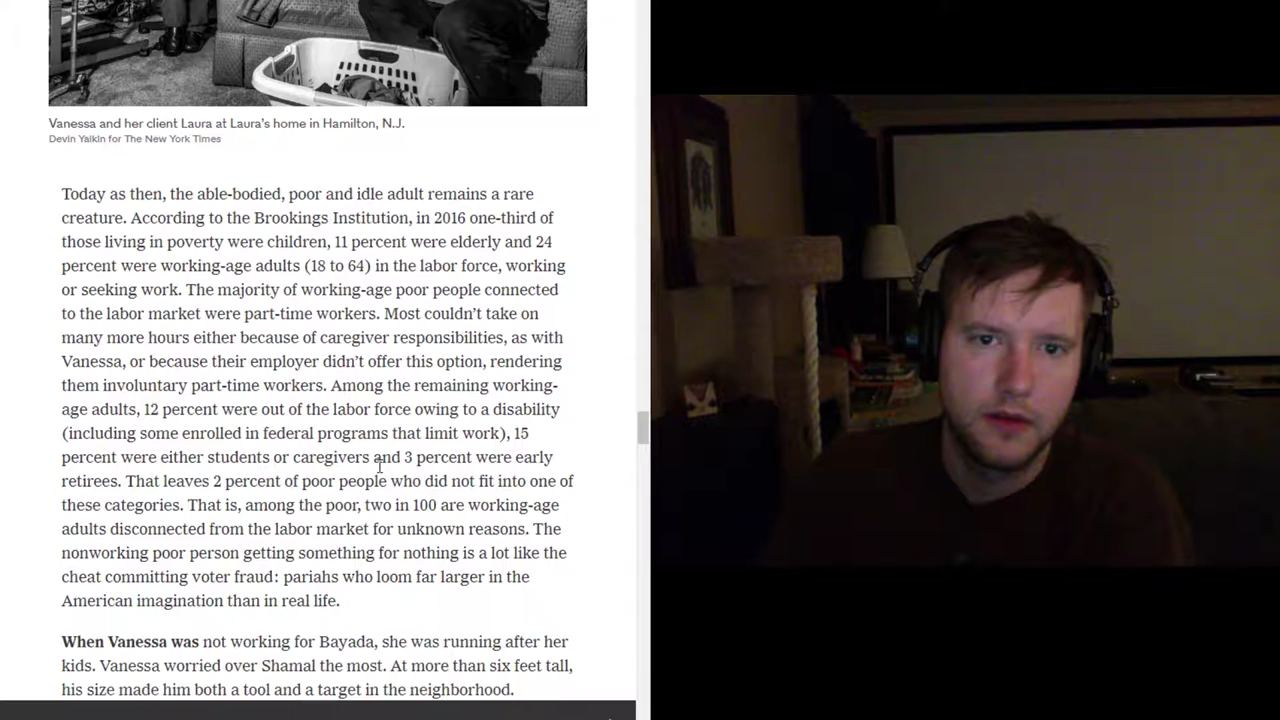 Vanessa and her client Laura at Laura's home in Hamilton, N.J.
Devin Yalkin for The New York Times
Today as then, the able-bodied, poor and idle adult remains a rare
creature. According to the Brookings Institution, in 2016 one-third of
those living in poverty were children, 11 percent were elderly and 24
percent were working-age adults (18 to 64) in the labor force, working
or seeking work. The majority of working-age poor people connected
to the labor market were part-time workers. Most couldn't take on
many more hours either because of caregiver responsibilities, as with
Vanessa, or because their employer didn't offer this option, rendering
them involuntary part-time workers. Among the remaining working-
age adults, 12 percent were out of the labor force owing to a disability
(including some enrolled in federal programs that limit work), 15
percent were either students or caregivers and 3 percent were early
retirees. That leaves 2 percent of poor people who did not fit into one of
these categories. That is, among the poor, two in 100 are working-age
adults disconnected from the labor market for unknown reasons. The
nonworking poor person getting something for nothing is a lot like the
cheat committing voter fraud: pariahs who loom far larger in the
American imagination than in real life.
When Vanessa was not working for Bayada, she was running after her
kids. Vanessa worried over Shamal the most. At more than six feet tall,
his size made him both a tool and a target in the neighborhood.